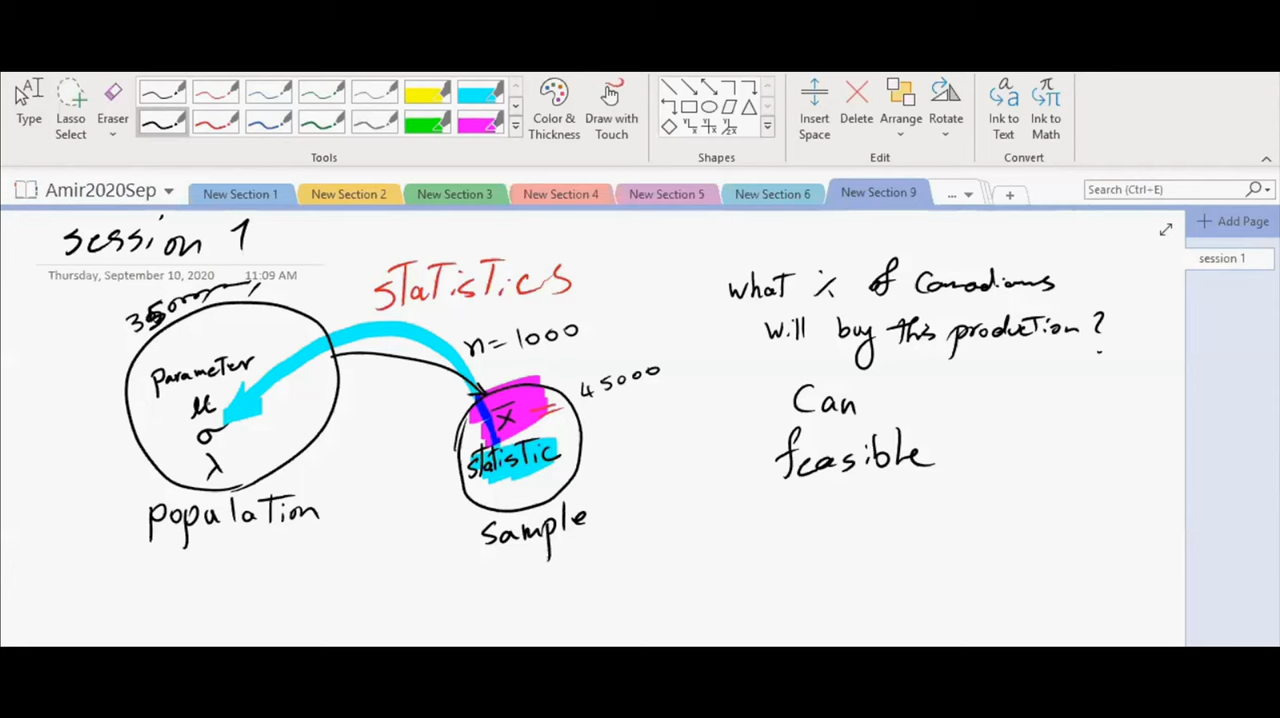 Type
Lasso Select
Eraser
Color & Thickness
Draw with Touch
Insert Space
Delete
Arrange
Rotate
Ink to Text
Ink to Math
Tools
Shapes
Edit
Convert
Amir2020Sep
New Section 1
New Section 2
New Section 3
New Section 4
New Section 5
New Section 6
New Section 9
...
Search (Ctrl+E)
Add Page
session 1
session 1
Thursday, September 10, 2020 11:09 AM
STATISTICS
n = 1000
45000
Parameter
μ
σ
λ
Population
x̄ =
statistic
Sample
what % of Canadians
will buy this production?
Can
feasible